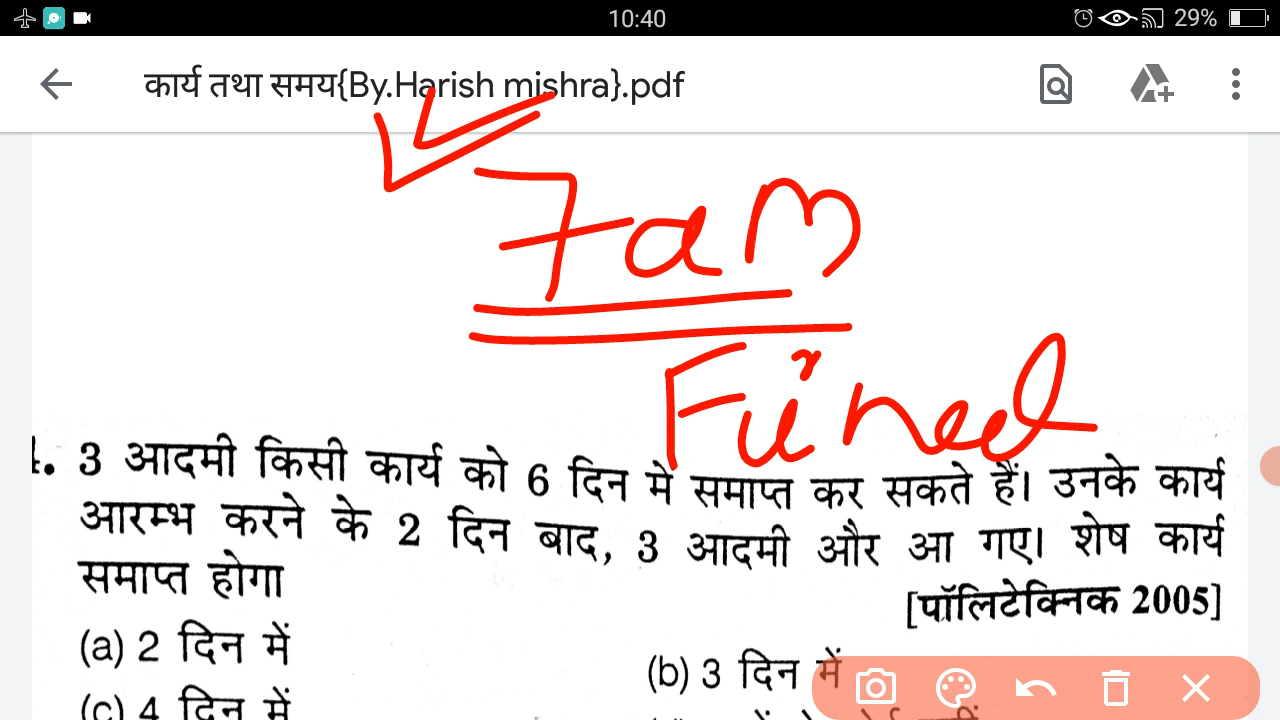 10:40
29%
कार्य तथा समय{By.Harish mishra}.pdf
7am
4. 3 आदमी किसी कार्य को 6 दिन में समाप्त कर सकते हैं। उनके कार्य
आरम्भ करने के 2 दिन बाद, 3 आदमी और आ गए। शेष कार्य
समाप्त होगा
[पॉलिटेक्निक 2005]
(a) 2 दिन में
(b) 3 दिन में
(c) 4 दिन में